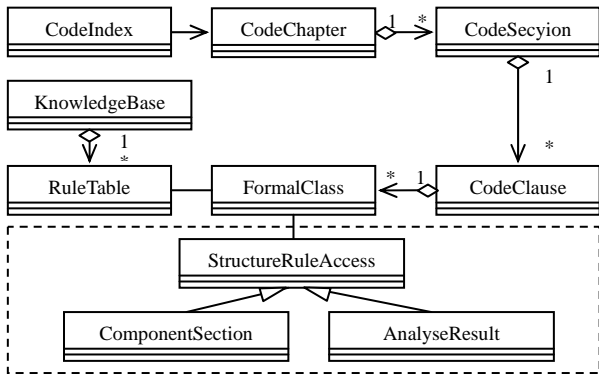 CodeIndex
CodeChapter
1
*
CodeSecyion
1
KnowledgeBase
1
*
*
RuleTable
FormalClass
*
1
CodeClause
StructureRuleAccess
ComponentSection
AnalyseResult